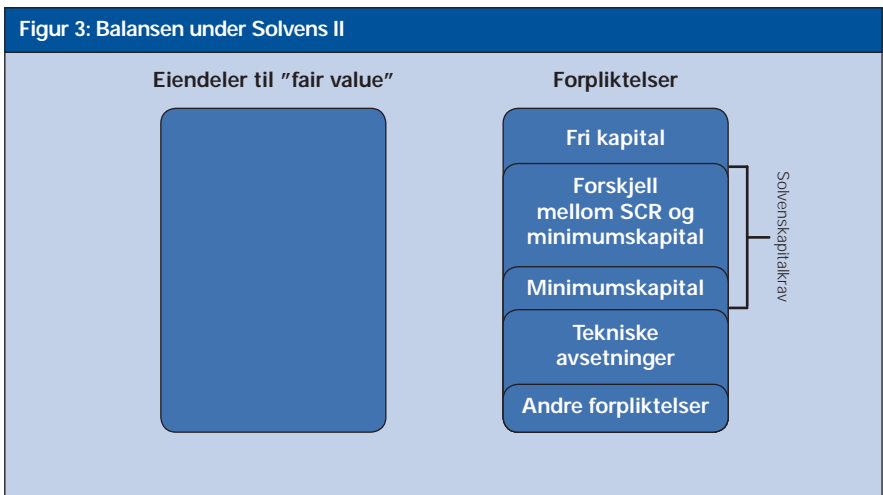 Figur 3: Balansen under Solvens II
Eiendeler til ”fair value”
Forpliktelser
Fri kapital
Forskjell
mellom SCR og
minimumskapital
Minimumskapital
Tekniske
avsetninger
Andre forpliktelser
Solvenskapitalkrav